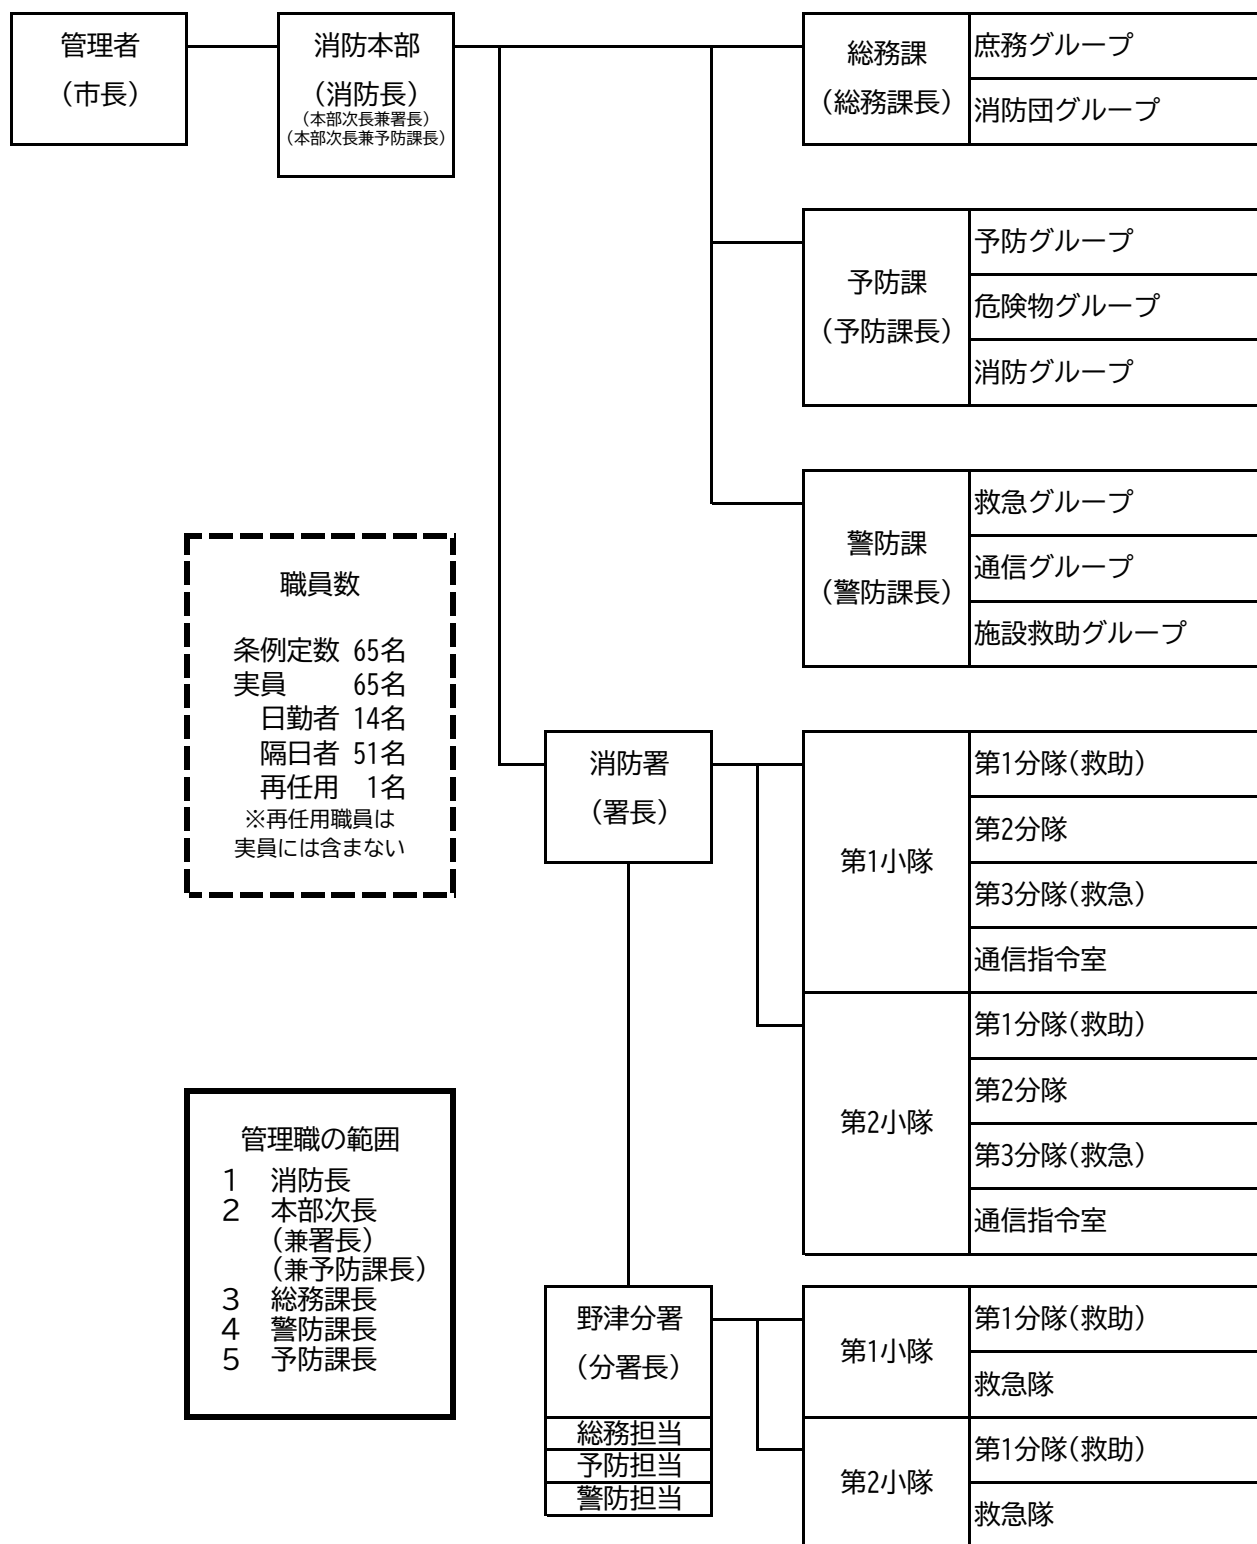 管理者
（市長）
消防本部
（消防長）
（本部次長兼署長）
（本部次長兼予防課長）
総務課
（総務課長）
庶務グループ
消防団グループ
予防課
（予防課長）
予防グループ
危険物グループ
消防グループ
警防課
（警防課長）
救急グループ
通信グループ
施設救助グループ
職員数
条例定数 65名
実員 65名
日勤者 14名
隔日者 51名
再任用 1名
※再任用職員は
実員には含まない
消防署
（署長）
第1小隊
第1分隊（救助）
第2分隊
第3分隊（救急）
通信指令室
第2小隊
第1分隊（救助）
第2分隊
第3分隊（救急）
通信指令室
管理職の範囲
1 消防長
2 本部次長
（兼署長）
（兼予防課長）
3 総務課長
4 警防課長
5 予防課長
野津分署
（分署長）
総務担当
予防担当
警防担当
第1小隊
第1分隊（救助）
救急隊
第2小隊
第1分隊（救助）
救急隊